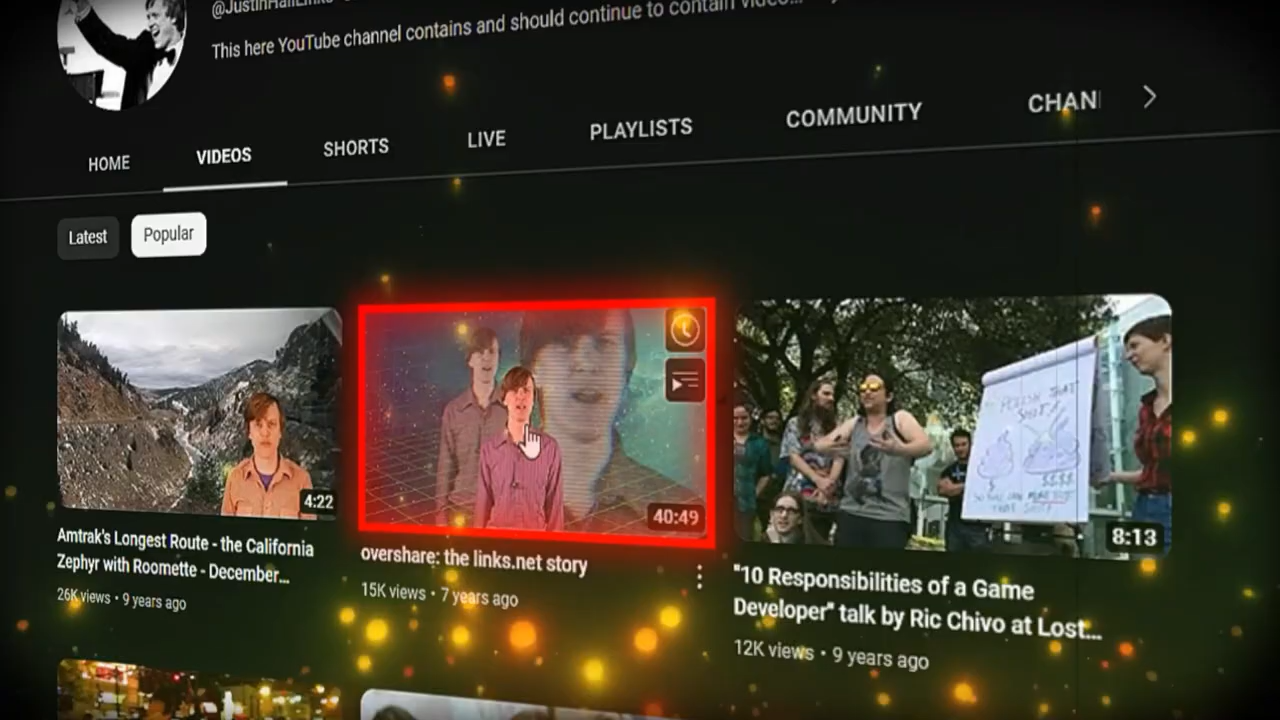 This here YouTube channel contains and should continue to contain video...
HOME
VIDEOS
SHORTS
LIVE
PLAYLISTS
COMMUNITY
CHAN
Latest
Popular
4:22
40:49
8:13
Amtrak's Longest Route - the California
Zephyr with Roomette - December...
26K views • 9 years ago
overshare: the links.net story
15K views • 7 years ago
"10 Responsibilities of a Game
Developer" talk by Ric Chivo at Lost...
12K views • 9 years ago